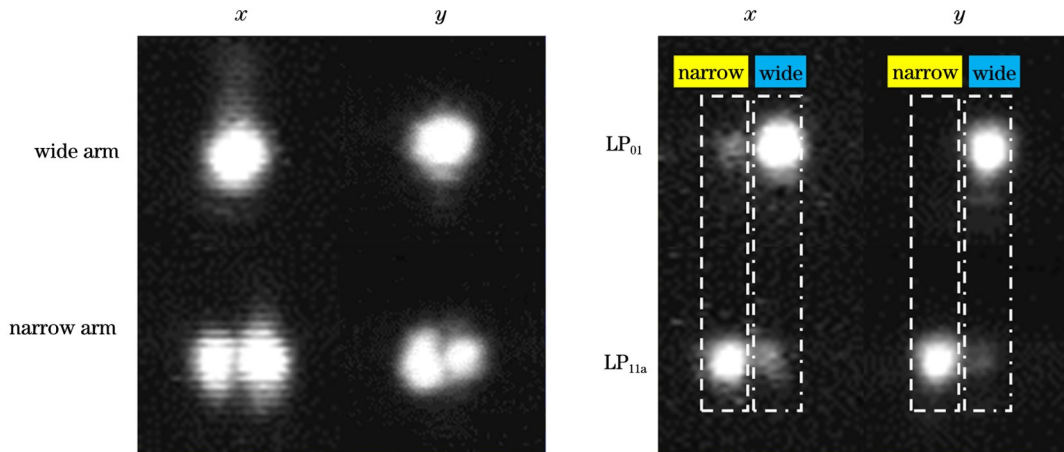 x y x y
narrow wide narrow wide
wide arm LP₀₁
narrow arm LP₁₁ₐ